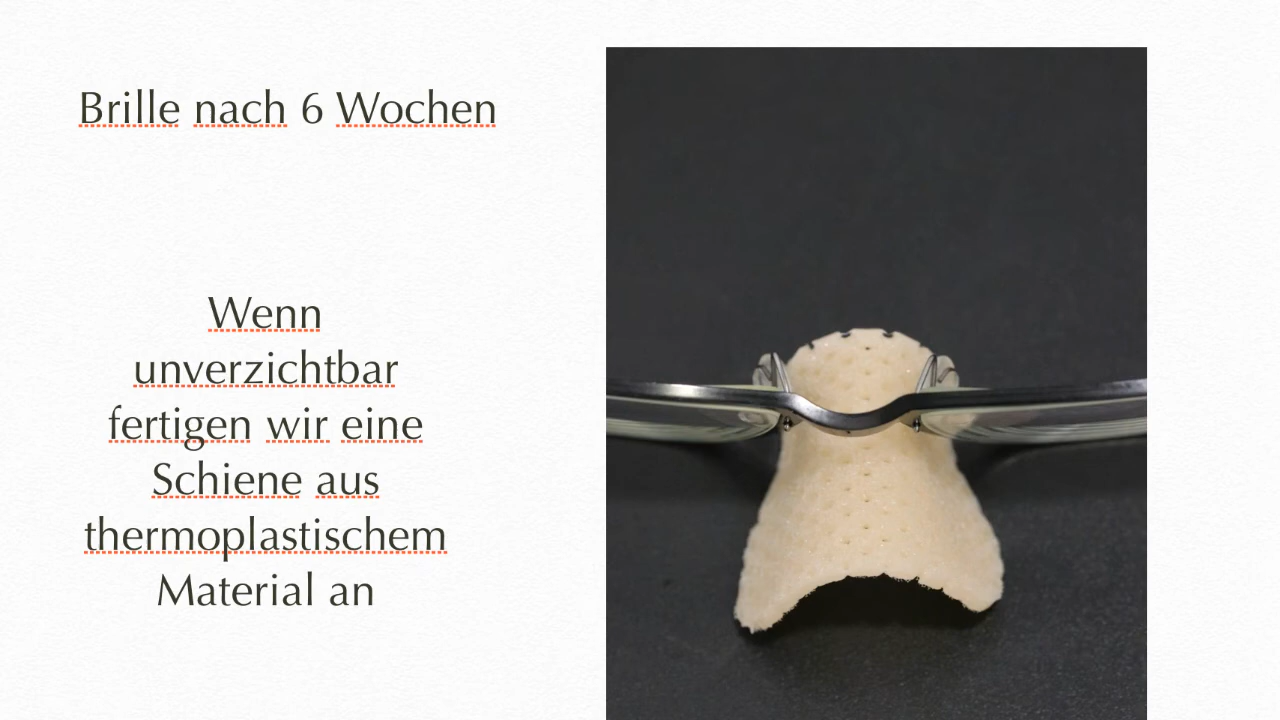 Brille nach 6 Wochen
Wenn
unverzichtbar
fertigen wir eine
Schiene aus
thermoplastischem
Material an